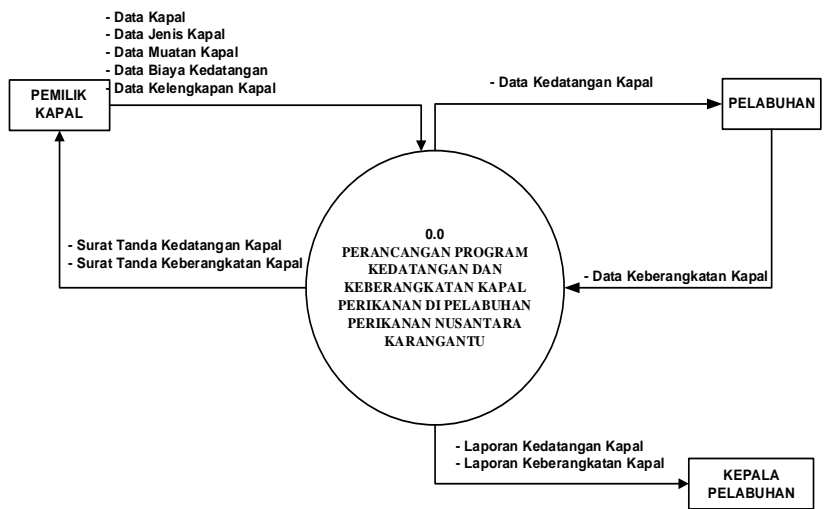 - Data Kapal
- Data Jenis Kapal
- Data Muatan Kapal
- Data Biaya Kedatangan
- Data Kelengkapan Kapal
PEMILIK
KAPAL
- Data Kedatangan Kapal
PELABUHAN
- Surat Tanda Kedatangan Kapal
- Surat Tanda Keberangkatan Kapal
0.0
PERANCANGAN PROGRAM
KEDATANGAN DAN
KEBERANGKATAN KAPAL
PERIKANAN DI PELABUHAN
PERIKANAN NUSANTARA
KARANGANTU
- Data Keberangkatan Kapal
- Laporan Kedatangan Kapal
- Laporan Keberangkatan Kapal
KEPALA
PELABUHAN